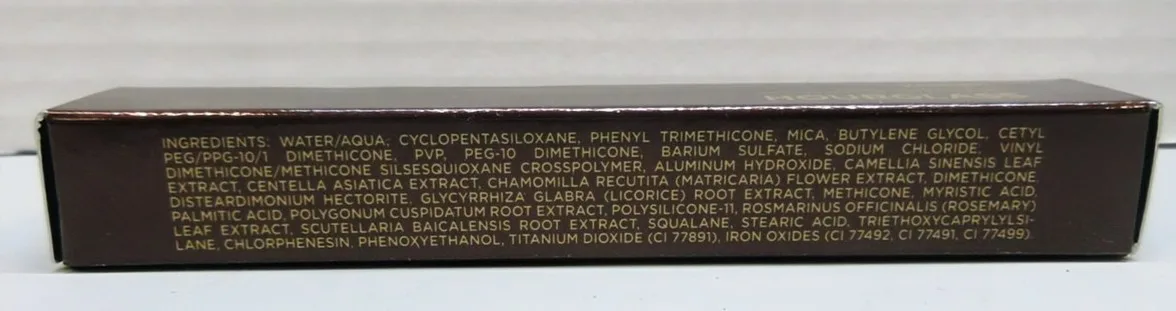 HOURGLASS
INGREDIENTS: WATER/AQUA, CYCLOPENTASILOXANE, PHENYL TRIMETHICONE, MICA, BUTYLENE GLYCOL, CETYL
PEG/PPG-10/1 DIMETHICONE, PVP, PEG-10 DIMETHICONE, BARIUM SULFATE, SODIUM CHLORIDE, VINYL
DIMETHICONE/METHICONE SILSESQUIOXANE CROSSPOLYMER, ALUMINUM HYDROXIDE, CAMELLIA SINENSIS LEAF
EXTRACT, CENTELLA ASIATICA EXTRACT, CHAMOMILLA RECUTITA (MATRICARIA) FLOWER EXTRACT, DIMETHICONE,
DISTEARDIMONIUM HECTORITE, GLYCYRRHIZA GLABRA (LICORICE) ROOT EXTRACT, METHICONE, MYRISTIC ACID,
PALMITIC ACID, POLYGONUM CUSPIDATUM ROOT EXTRACT, POLYSILICONE-11, ROSMARINUS OFFICINALIS (ROSEMARY)
LEAF EXTRACT, SCUTELLARIA BAICALENSIS ROOT EXTRACT, SQUALANE, STEARIC ACID, TRIETHOXYCAPRYLYLSI-
LANE, CHLORPHENESIN, PHENOXYETHANOL, TITANIUM DIOXIDE (CI 77891), IRON OXIDES (CI 77492, CI 77491, CI 77499).